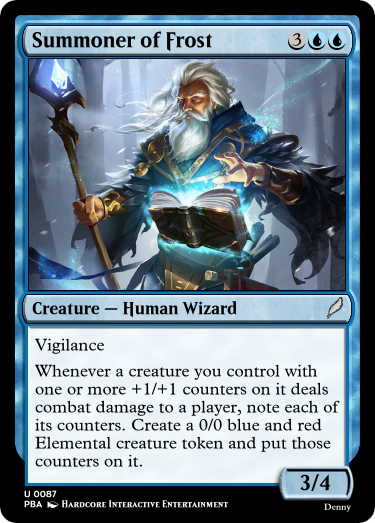 Summoner of Frost 3
Creature — Human Wizard
Vigilance
Whenever a creature you control with
one or more +1/+1 counters on it deals
combat damage to a player, note each of
its counters. Create a 0/0 blue and red
Elemental creature token and put those
counters on it.
3/4
U 0087
PBA Hardcore Interactive Entertainment
Denny